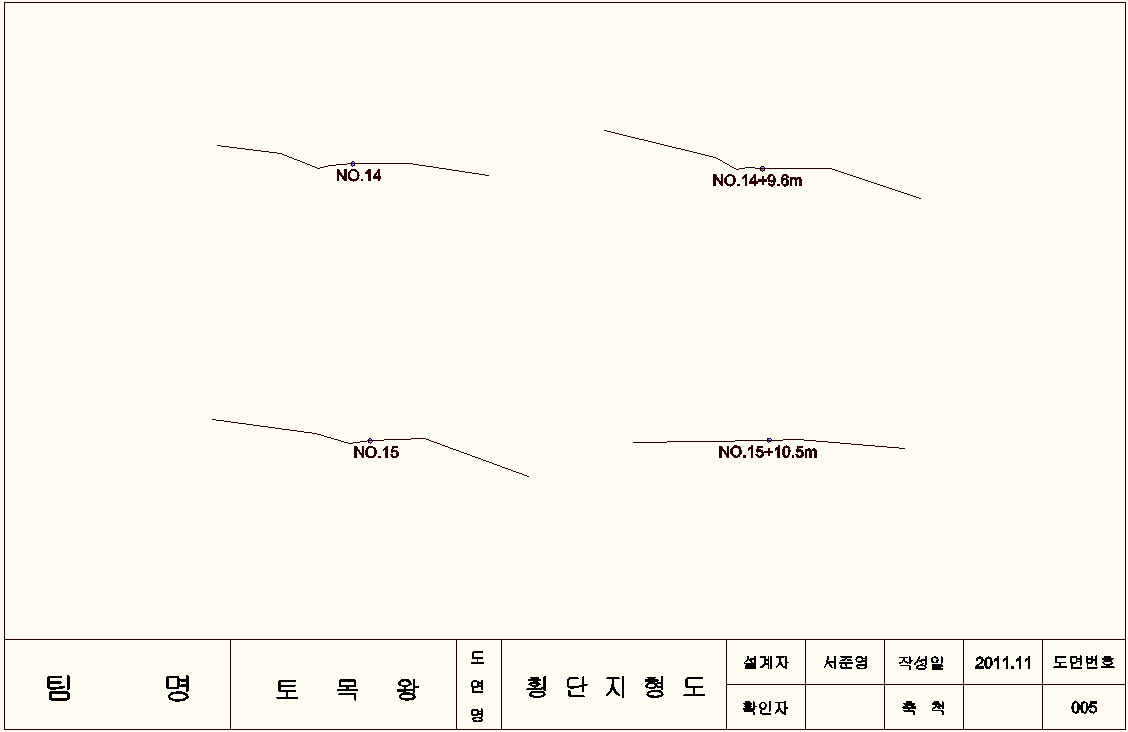 NO.14
NO.14+9.6m
NO.15
NO.15+10.5m
팀 명
토 목 왕
도
연
명
횡 단 지 형 도
설계자
서준영
작성일
2011.11
도면번호
확인자
축 척
005